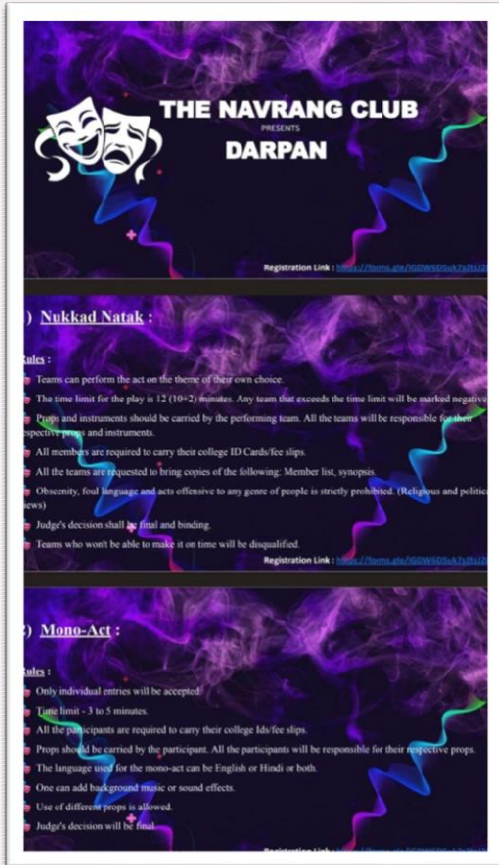 THE NAVRANG CLUB
PRESENTS
DARPAN
Registration Link :
) Nukkad Natak :
Rules :
Teams can perform the act on the theme of their own choice.
The time limit for the play is 12 (10+2) minutes. Any team that exceeds the time limit will be marked negative
Props and instruments should be carried by the performing team. All the teams will be responsible for their
espective props and instruments.
All members are required to carry their college ID Cards/fee slips.
All the teams are requested to bring copies of the following: Member list, synopsis.
Obscenity, foul language and acts offensive to any genre of people is strictly prohibited. (Religious and politic
iews)
Judge's decision shall be final and binding.
Teams who won't be able to make it on time will be disqualified.
Registration Link :
) Mono-Act :
Rules :
Only individual entries will be accepted.
Time limit - 3 to 5 minutes.
All the participants are required to carry their college Ids/fee slips.
Props should be carried by the participant. All the participants will be responsible for their respective props.
The language used for the mono-act can be English or Hindi or both.
One can add background music or sound effects.
Use of different props is allowed.
Judge's decision will be final
Registration Link :